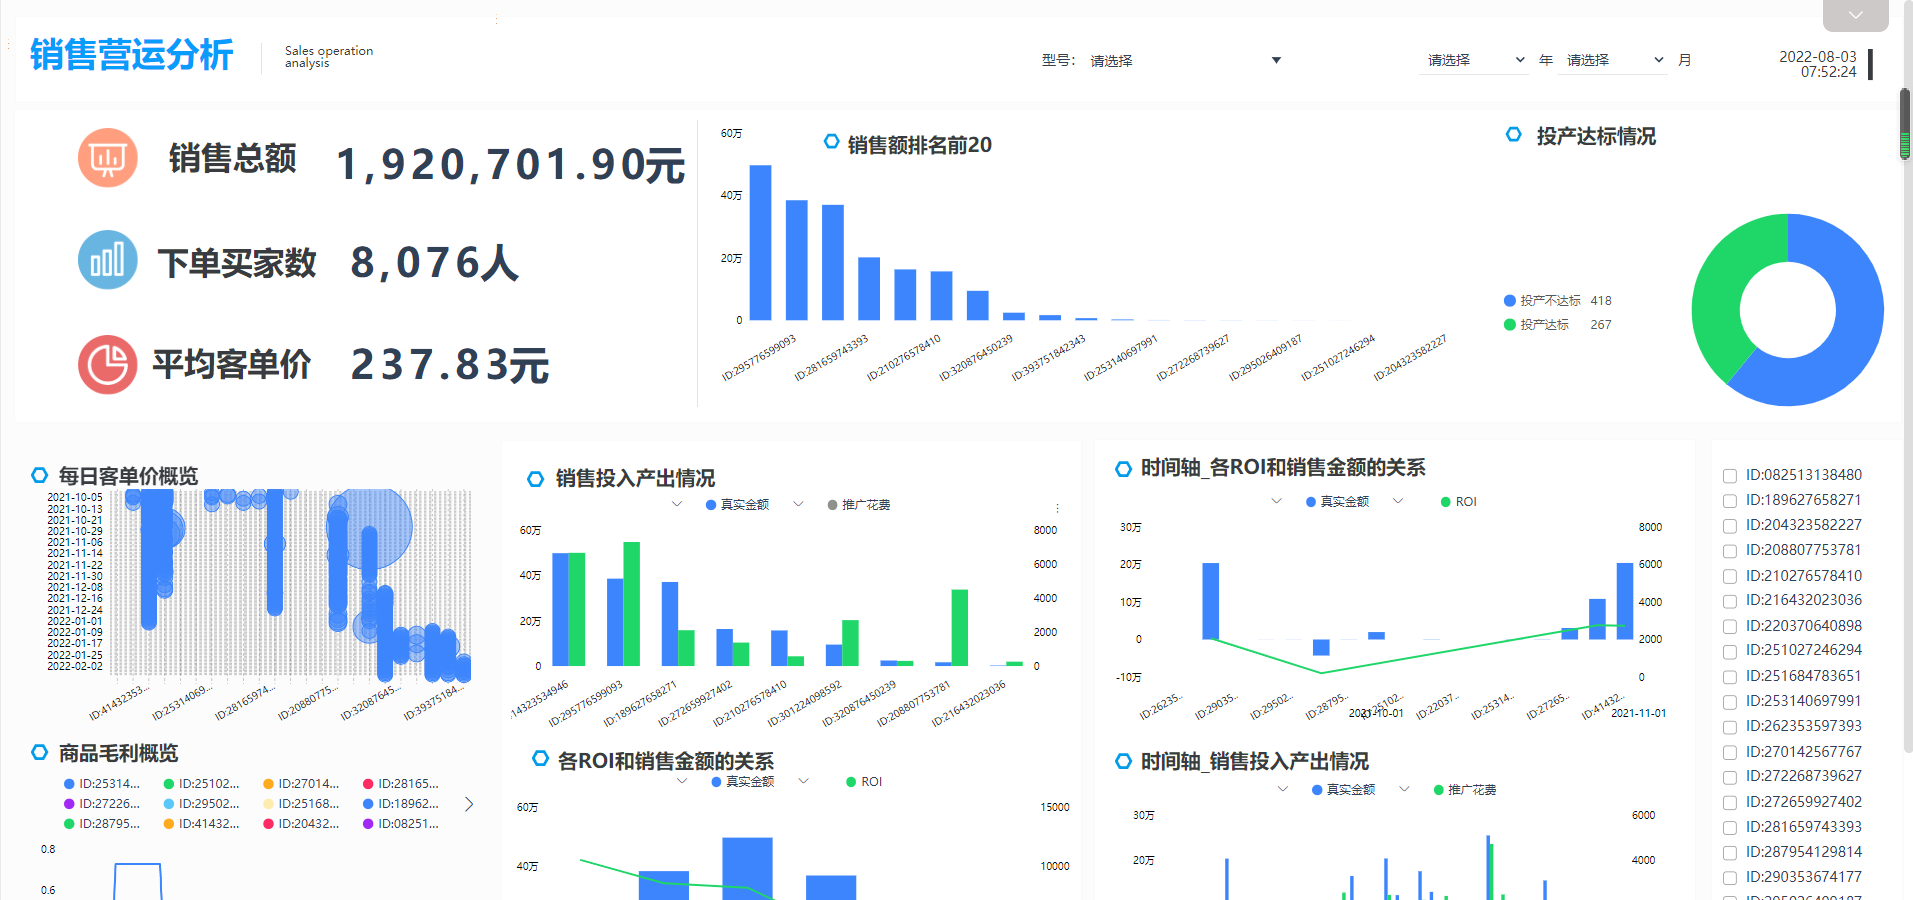 销售营运分析
Sales operation
analysis
型号： 请选择
请选择 年 请选择 月
2022-08-03
07:52:24
销售总额 1,920,701.90元
下单买家数 8,076人
平均客单价 237.83元
销售额排名前20
60万
40万
20万
0
ID:295776599093
ID:281659743393
ID:210276578410
ID:320876450239
ID:393751842343
ID:253140697991
ID:272268739627
ID:295026409187
ID:251027246294
ID:204323582227
投产达标情况
投产不达标 418
投产达标 267
每日客单价概览
2021-10-05
2021-10-13
2021-10-21
2021-10-29
2021-11-06
2021-11-14
2021-11-22
2021-11-30
2021-12-08
2021-12-16
2021-12-24
2022-01-01
2022-01-09
2022-01-17
2022-01-25
2022-02-02
ID:41432353...
ID:25314069...
ID:28165974...
ID:20880775...
ID:32087645...
ID:39375184...
销售投入产出情况
真实金额 推广花费
60万
40万
20万
0
8000
6000
4000
2000
0
14323534946
ID:295776599093
ID:189627658271
ID:272659927402
ID:210276578410
ID:301224098592
ID:320876450239
ID:208807753781
ID:216432023036
时间轴_各ROI和销售金额的关系
真实金额 ROI
30万
20万
10万
0
-10万
8000
6000
4000
2000
0
ID:26235..
ID:29035..
ID:29502..
ID:28795..
ID:25102..
ID:22037..
ID:25314..
ID:27265..
ID:41432..
2021-10-01
2021-11-01
ID:082513138480
ID:189627658271
ID:204323582227
ID:208807753781
ID:210276578410
ID:216432023036
ID:220370640898
ID:251027246294
ID:251684783651
ID:253140697991
ID:262353597393
ID:270142567767
ID:272268739627
ID:272659927402
ID:281659743393
ID:287954129814
ID:290353674177
ID:295026409187
商品毛利概览
ID:25314... ID:25102... ID:27014... ID:28165...
ID:27226... ID:29502... ID:25168... ID:18962...
ID:28795... ID:41432... ID:20432... ID:08251...
0.8
0.6
各ROI和销售金额的关系
真实金额 ROI
60万
40万
15000
10000
时间轴_销售投入产出情况
真实金额 推广花费
30万
20万
6000
4000